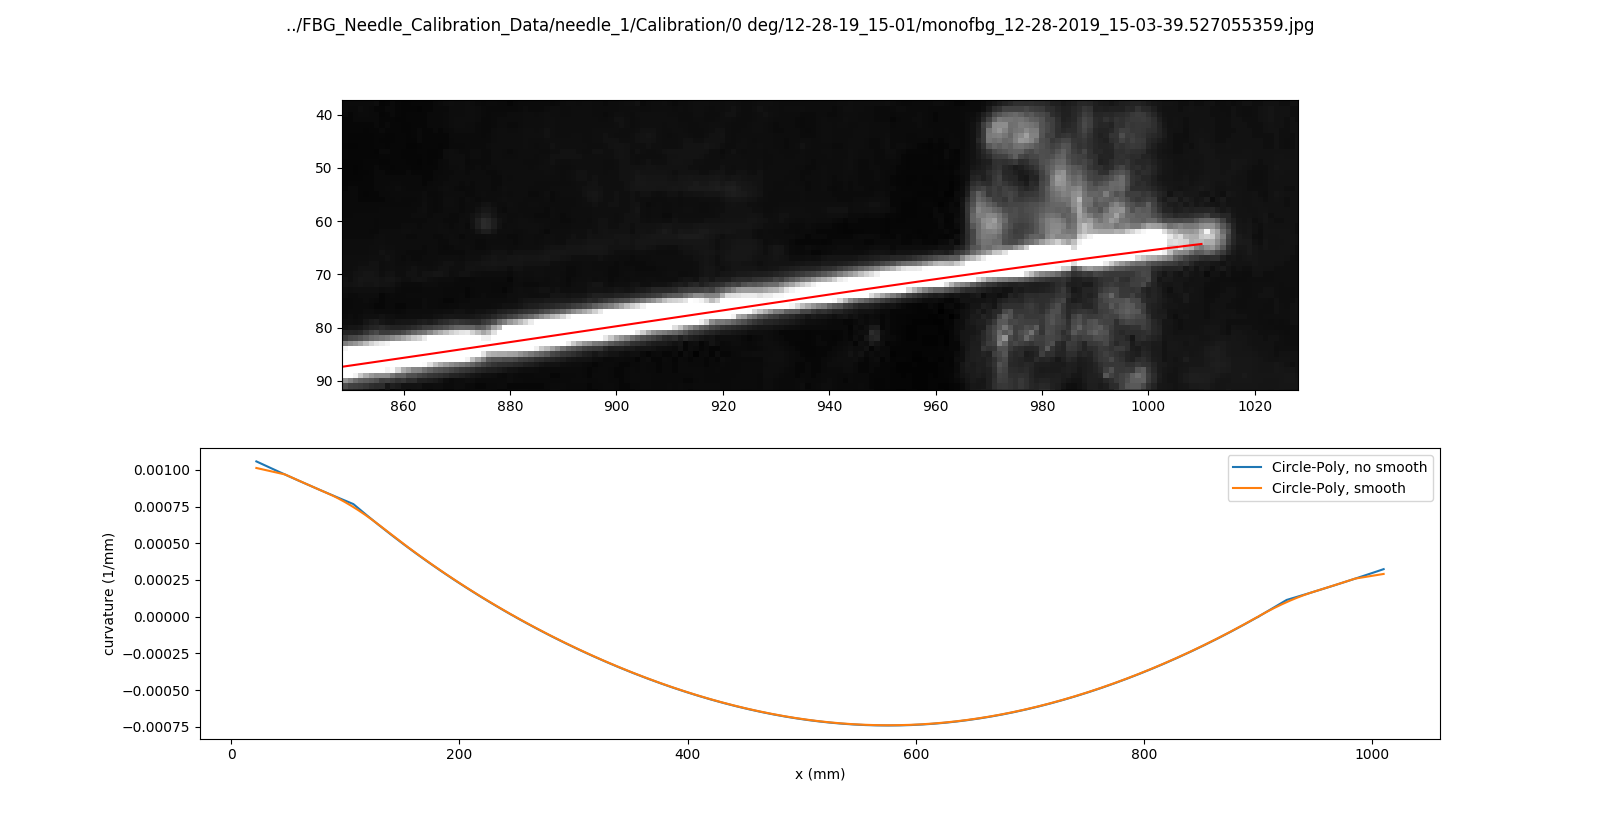 ../FBG_Needle_Calibration_Data/needle_1/Calibration/0 deg/12-28-19_15-01/monofbg_12-28-2019_15-03-39.527055359.jpg
40
50
60
70
80
90
860 880 900 920 940 960 980 1000 1020
Circle-Poly, no smooth
Circle-Poly, smooth
0.00100
0.00075
0.00050
0.00025
0.00000
−0.00025
−0.00050
−0.00075
curvature (1/mm)
0 200 400 600 800 1000
x (mm)